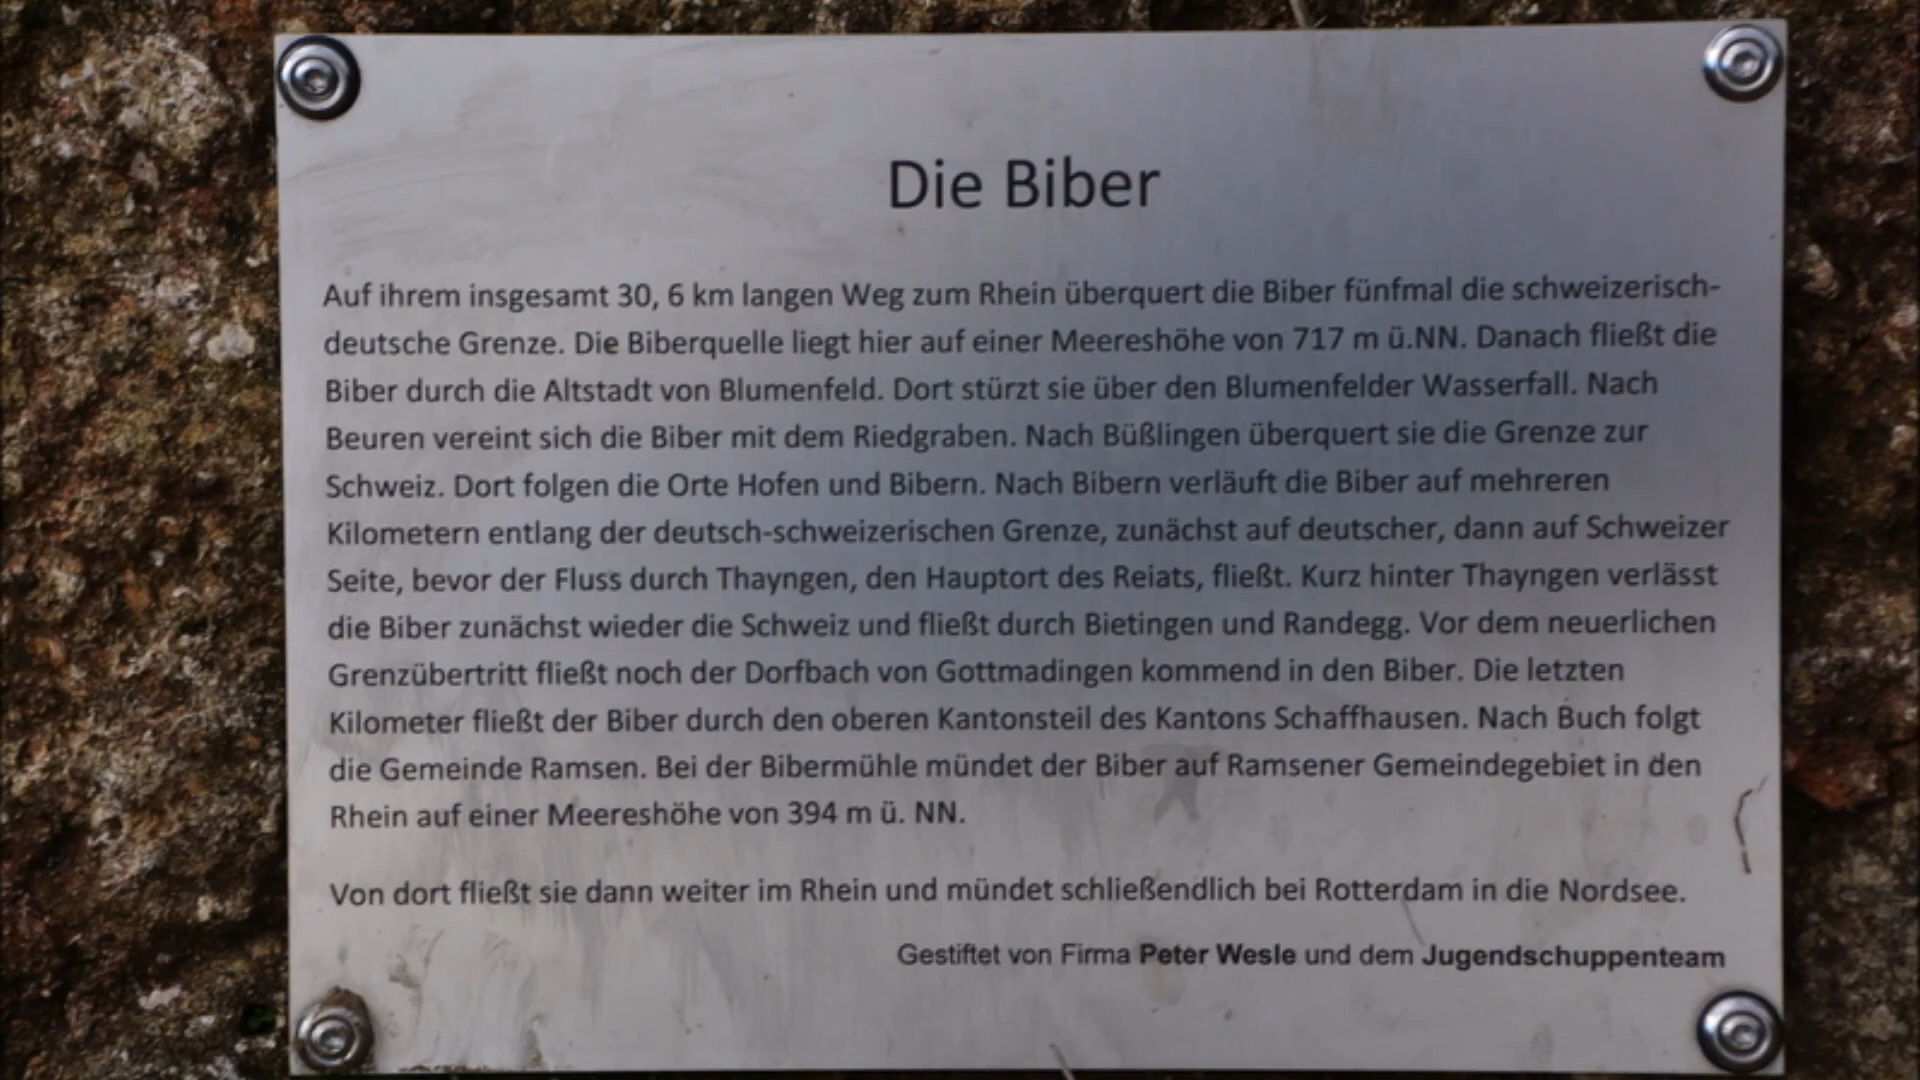 Die Biber
Auf ihrem insgesamt 30, 6 km langen Weg zum Rhein überquert die Biber fünfmal die schweizerisch-
deutsche Grenze. Die Biberquelle liegt hier auf einer Meereshöhe von 717 m ü.NN. Danach fließt die
Biber durch die Altstadt von Blumenfeld. Dort stürzt sie über den Blumenfelder Wasserfall. Nach
Beuren vereint sich die Biber mit dem Riedgraben. Nach Büßlingen überquert sie die Grenze zur
Schweiz. Dort folgen die Orte Hofen und Bibern. Nach Bibern verläuft die Biber auf mehreren
Kilometern entlang der deutsch-schweizerischen Grenze, zunächst auf deutscher, dann auf Schweizer
Seite, bevor der Fluss durch Thayngen, den Hauptort des Reiats, fließt. Kurz hinter Thayngen verlässt
die Biber zunächst wieder die Schweiz und fließt durch Bietingen und Randegg. Vor dem neuerlichen
Grenzübertritt fließt noch der Dorfbach von Gottmadingen kommend in den Biber. Die letzten
Kilometer fließt der Biber durch den oberen Kantonsteil des Kantons Schaffhausen. Nach Buch folgt
die Gemeinde Ramsen. Bei der Bibermühle mündet der Biber auf Ramsener Gemeindegebiet in den
Rhein auf einer Meereshöhe von 394 m ü. NN.
Von dort fließt sie dann weiter im Rhein und mündet schließendlich bei Rotterdam in die Nordsee.
Gestiftet von Firma Peter Wesle und dem Jugendschuppenteam